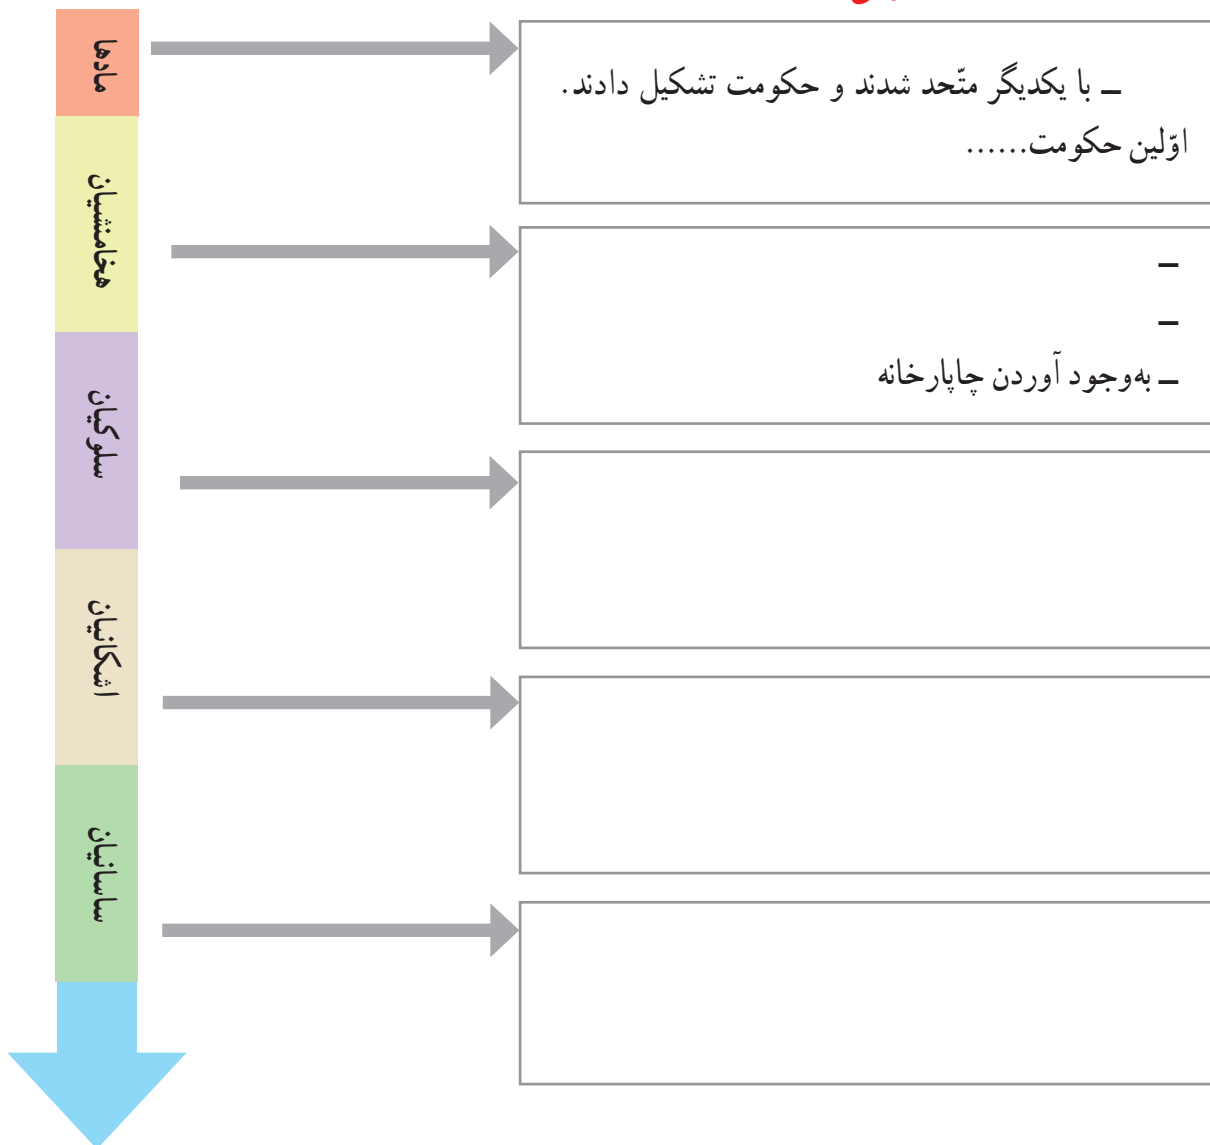 مادها
ـ با یکدیگر متّحد شدند و حکومت تشکیل دادند.
اوّلین حکومت......
هخامنشیان
ـ
ـ
ـ به‌وجود آوردن چاپارخانه
سلوکیان
اشکانیان
ساسانیان